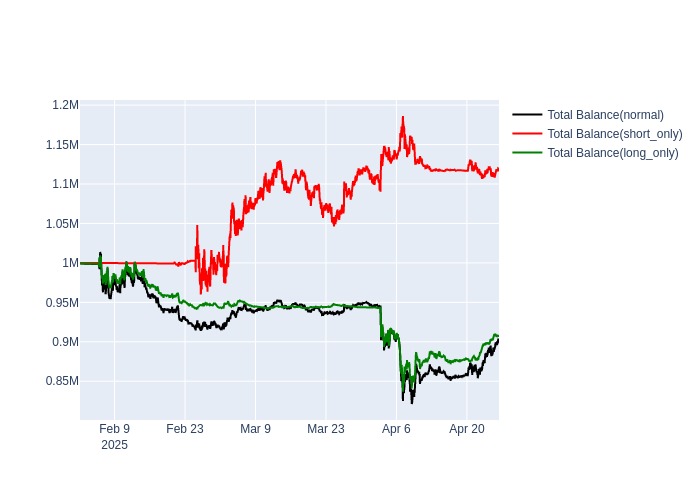 1.2M
1.15M
1.1M
1.05M
1M
0.95M
0.9M
0.85M
Feb 9
2025
Feb 23
Mar 9
Mar 23
Apr 6
Apr 20
Total Balance(normal)
Total Balance(short_only)
Total Balance(long_only)